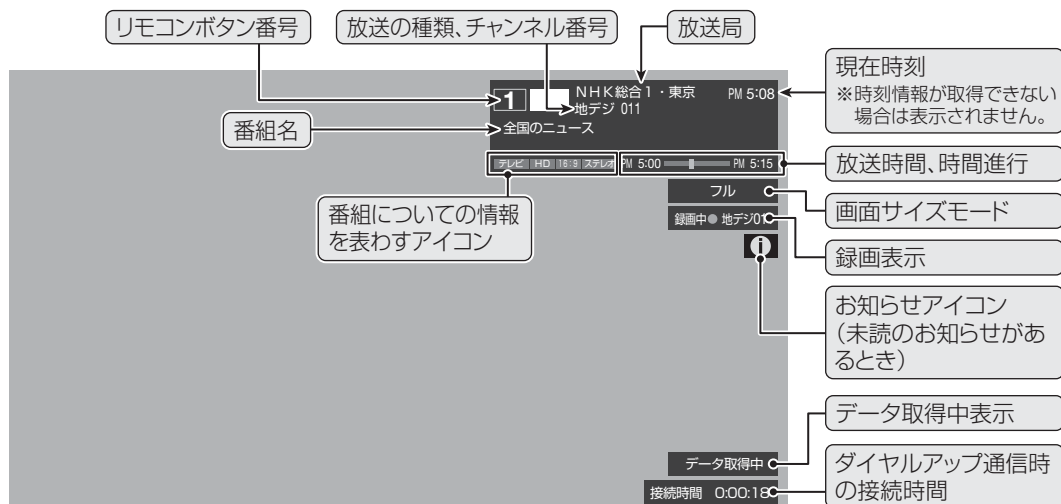 リモコンボタン番号
放送の種類、チャンネル番号
放送局
現在時刻
※時刻情報が取得できない
場合は表示されません。
1
NHK総合1・東京
PM 5:08
地デジ 011
番組名
全国のニュース
テレビ HD 16:9 ステレオ PM 5:00 PM 5:15
放送時間、時間進行
フル
画面サイズモード
番組についての情報
を表わすアイコン
録画中● 地デジ01
録画表示
i
お知らせアイコン
(未読のお知らせがあ
るとき)
データ取得中
データ取得中表示
接続時間 0:00:18
ダイヤルアップ通信時
の接続時間